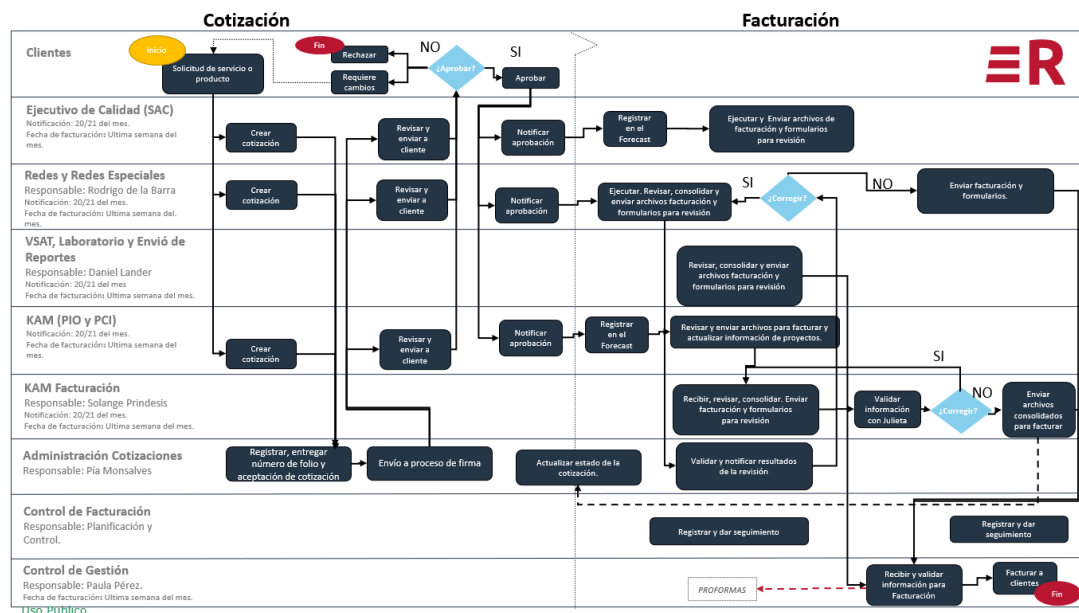 Cotización
Facturación
Clientes
Inicio
Solicitud de servicio o
producto
Fin
Rechazar
Requiere
cambios
NO
¿Aprobar?
SI
Aprobar
R
Ejecutivo de Calidad (SAC)
Notificación: 20/21 del mes.
Fecha de facturación: Ultima semana del
mes.
Crear
cotización
Revisar y
enviar a
cliente
Notificar
aprobación
Registrar
en el
Forecast
Ejecutar y Enviar archivos de
facturación y formularios
para revisión
Redes y Redes Especiales
Responsable: Rodrigo de la Barra
Notificación: 20/21 del mes.
Fecha de facturación: Ultima semana del.
mes.
Crear
cotización
Revisar y
enviar a
cliente
Notificar
aprobación
Ejecutar. Revisar, consolidar y
enviar archivos facturación y
formularios para revisión
SI
¿Corregir?
NO
Enviar facturación y
formularios.
VSAT, Laboratorio y Envió de
Reportes
Responsable: Daniel Lander
Notificación: 20/21 del mes
Fecha de facturación: Ultima semana del mes.
Revisar, consolidar y enviar
archivos facturación y
formularios para revisión
KAM (PIO y PCI)
Notificación: 20/21 del mes.
Fecha de facturación: Ultima semana del
mes.
Crear
cotización
Revisar y
enviar a
cliente
Notificar
aprobación
Registrar
en el
Forecast
Revisar y enviar archivos para facturar y
actualizar información de proyectos.
SI
KAM Facturación
Responsable: Solange Prindesis
Notificación: 20/21 del mes.
Fecha de facturación: Ultima semana del mes.
Recibir, revisar, consolidar. Enviar
facturación y formularios
para revisión
Validar
información
con Julieta
¿Corregir?
NO
Enviar
archivos
consolidados
para facturar
Administración Cotizaciones
Responsable: Pía Monsalves
Registrar, entregar
número de folio y
aceptación de cotización
Envío a proceso de firma
Actualizar estado de la
cotización.
Validar y notificar resultados
de la revisión
Control de Facturación
Responsable: Planificación y
Control.
Registrar y dar seguimiento
Registrar y dar
seguimiento
Control de Gestión
Responsable: Paula Pérez.
Fecha de facturación: Ultima semana del mes.
PROFORMAS
Recibir y validar
información para
Facturación
Facturar a
clientes
Fin
Uso Público